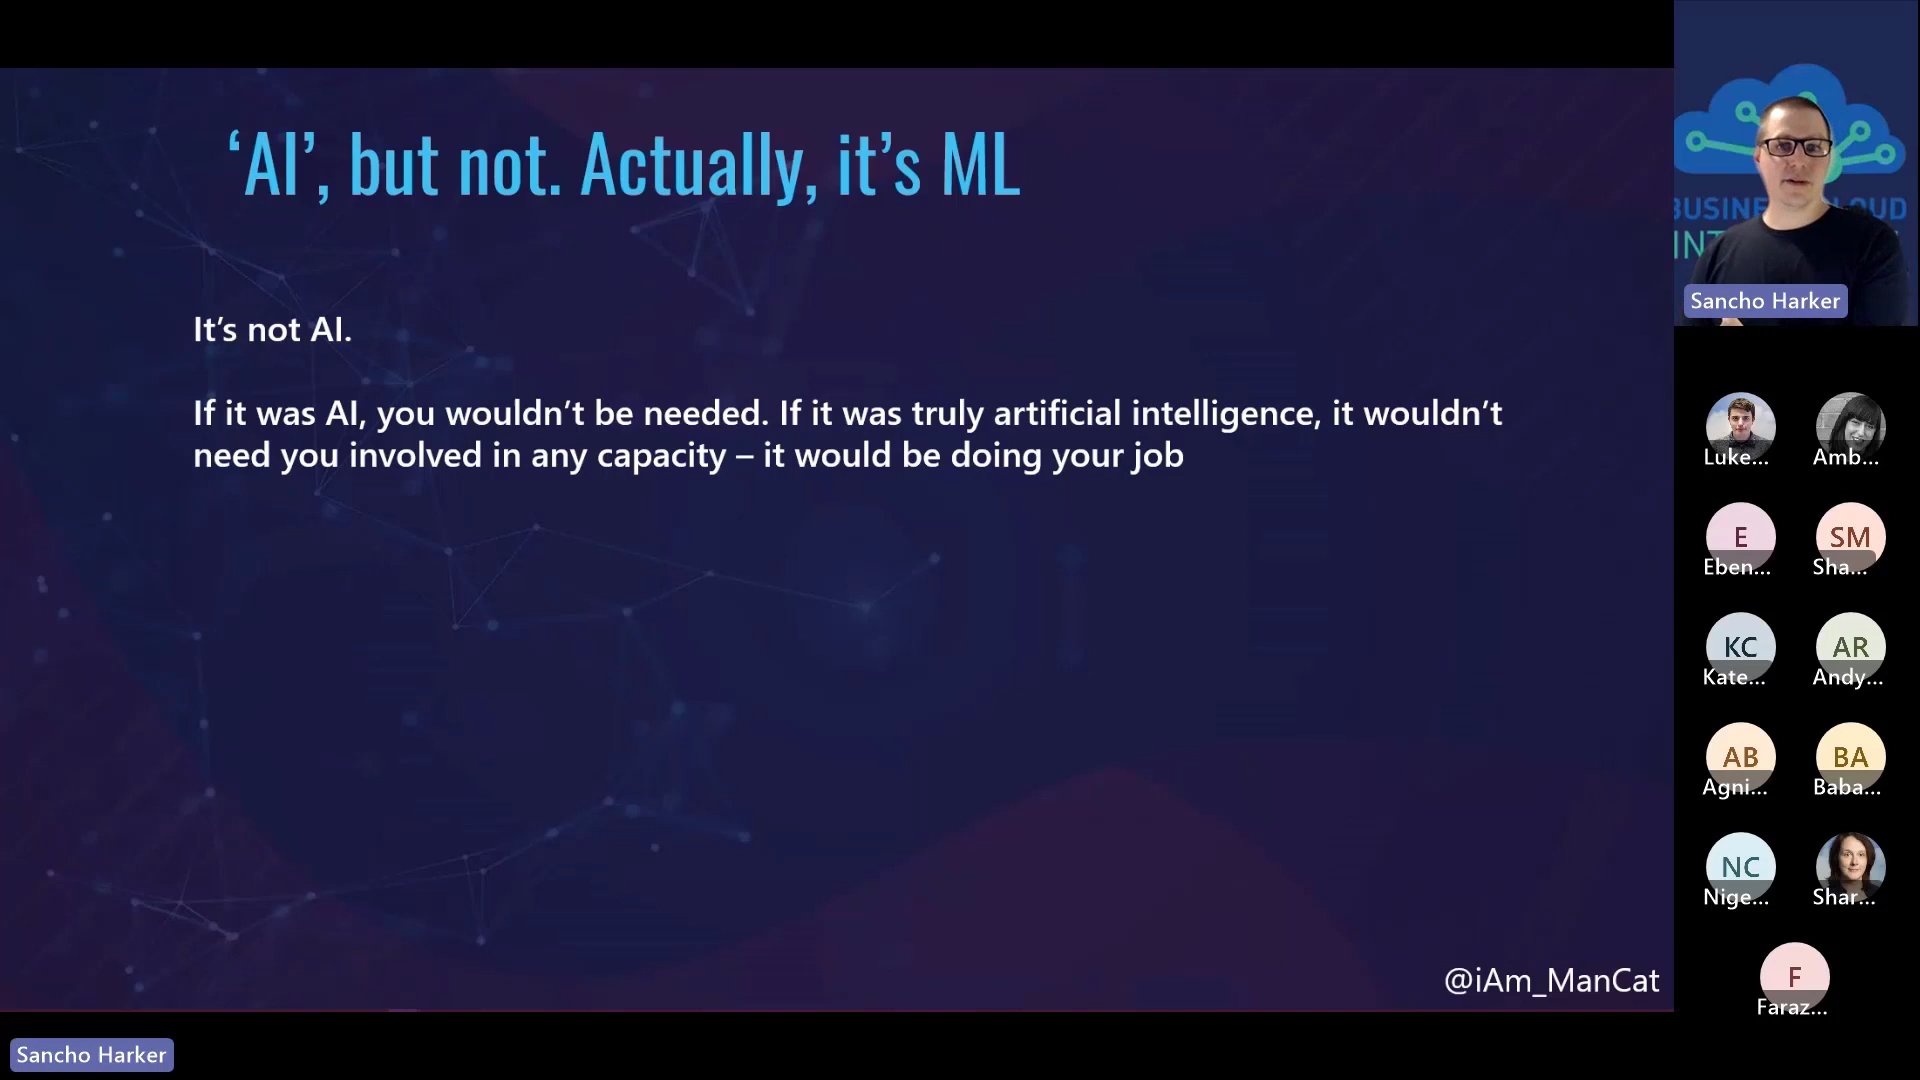 ‘AI’, but not. Actually, it’s ML
It’s not AI.
If it was AI, you wouldn’t be needed. If it was truly artificial intelligence, it wouldn’t
need you involved in any capacity – it would be doing your job
@iAm_ManCat
Sancho Harker
Sancho Harker
Luke...
Amb...
E
Eben...
SM
Sha...
KC
Kate...
AR
Andy...
AB
Agni...
BA
Baba...
NC
Nige...
Shar...
F
Faraz...